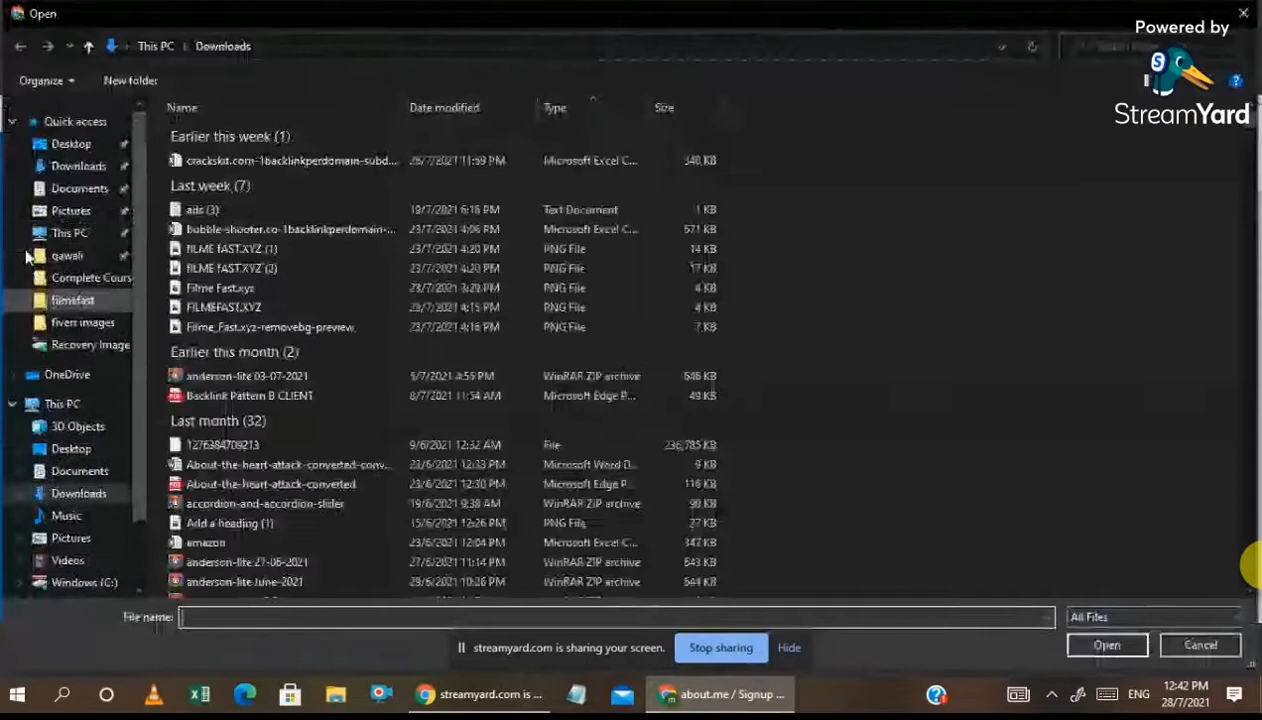 Open
Powered by
StreamYard
This PC
Downloads
Organize
New folder
Name
Date modified
Type
Size
Quick access
Desktop
Downloads
Documents
Pictures
This PC
qawali
Complete Cours
filmefast
fiverr images
Recovery Image
OneDrive
This PC
3D Objects
Desktop
Documents
Downloads
Music
Pictures
Videos
Windows (C:)
Earlier this week (1)
crackskit.com-1backlinkperdomain-subd... 26/7/2021 11:59 PM Microsoft Excel C... 340 KB
Last week (7)
ads (3) 19/7/2021 6:16 PM Text Document 1 KB
bubble-shooter.co-1backlinkperdomain-... 23/7/2021 4:06 PM Microsoft Excel C... 571 KB
FILME FAST.XYZ (1) 23/7/2021 4:20 PM PNG File 14 KB
FILME FAST.XYZ (2) 23/7/2021 4:20 PM PNG File 17 KB
Filme Fast.xyz 23/7/2021 3:29 PM PNG File 4 KB
FILMEFAST.XYZ 23/7/2021 4:15 PM PNG File 4 KB
Filme_Fast.xyz-removebg-preview 23/7/2021 4:16 PM PNG File 7 KB
Earlier this month (2)
anderson-lite 03-07-2021 5/7/2021 4:55 PM WinRAR ZIP archive 646 KB
Backlink Pattern B CLIENT 8/7/2021 11:54 AM Microsoft Edge P... 49 KB
Last month (32)
1276384709213 9/6/2021 12:32 AM File 236,785 KB
About-the-heart-attack-converted-conv... 23/6/2021 12:33 PM Microsoft Word D... 9 KB
About-the-heart-attack-converted 23/6/2021 12:30 PM Microsoft Edge P... 116 KB
accordion-and-accordion-slider 19/6/2021 9:38 AM WinRAR ZIP archive 90 KB
Add a heading (1) 15/6/2021 12:26 PM PNG File 27 KB
amazon 23/6/2021 12:04 PM Microsoft Excel C... 347 KB
anderson-lite 27-06-2021 27/6/2021 11:14 PM WinRAR ZIP archive 643 KB
anderson-lite June-2021 29/6/2021 10:36 PM WinRAR ZIP archive 544 KB
File name:
All Files
Open
Cancel
streamyard.com is sharing your screen.
Stop sharing
Hide
streamyard.com is ...
about.me / Signup ...
ENG
12:42 PM
28/7/2021